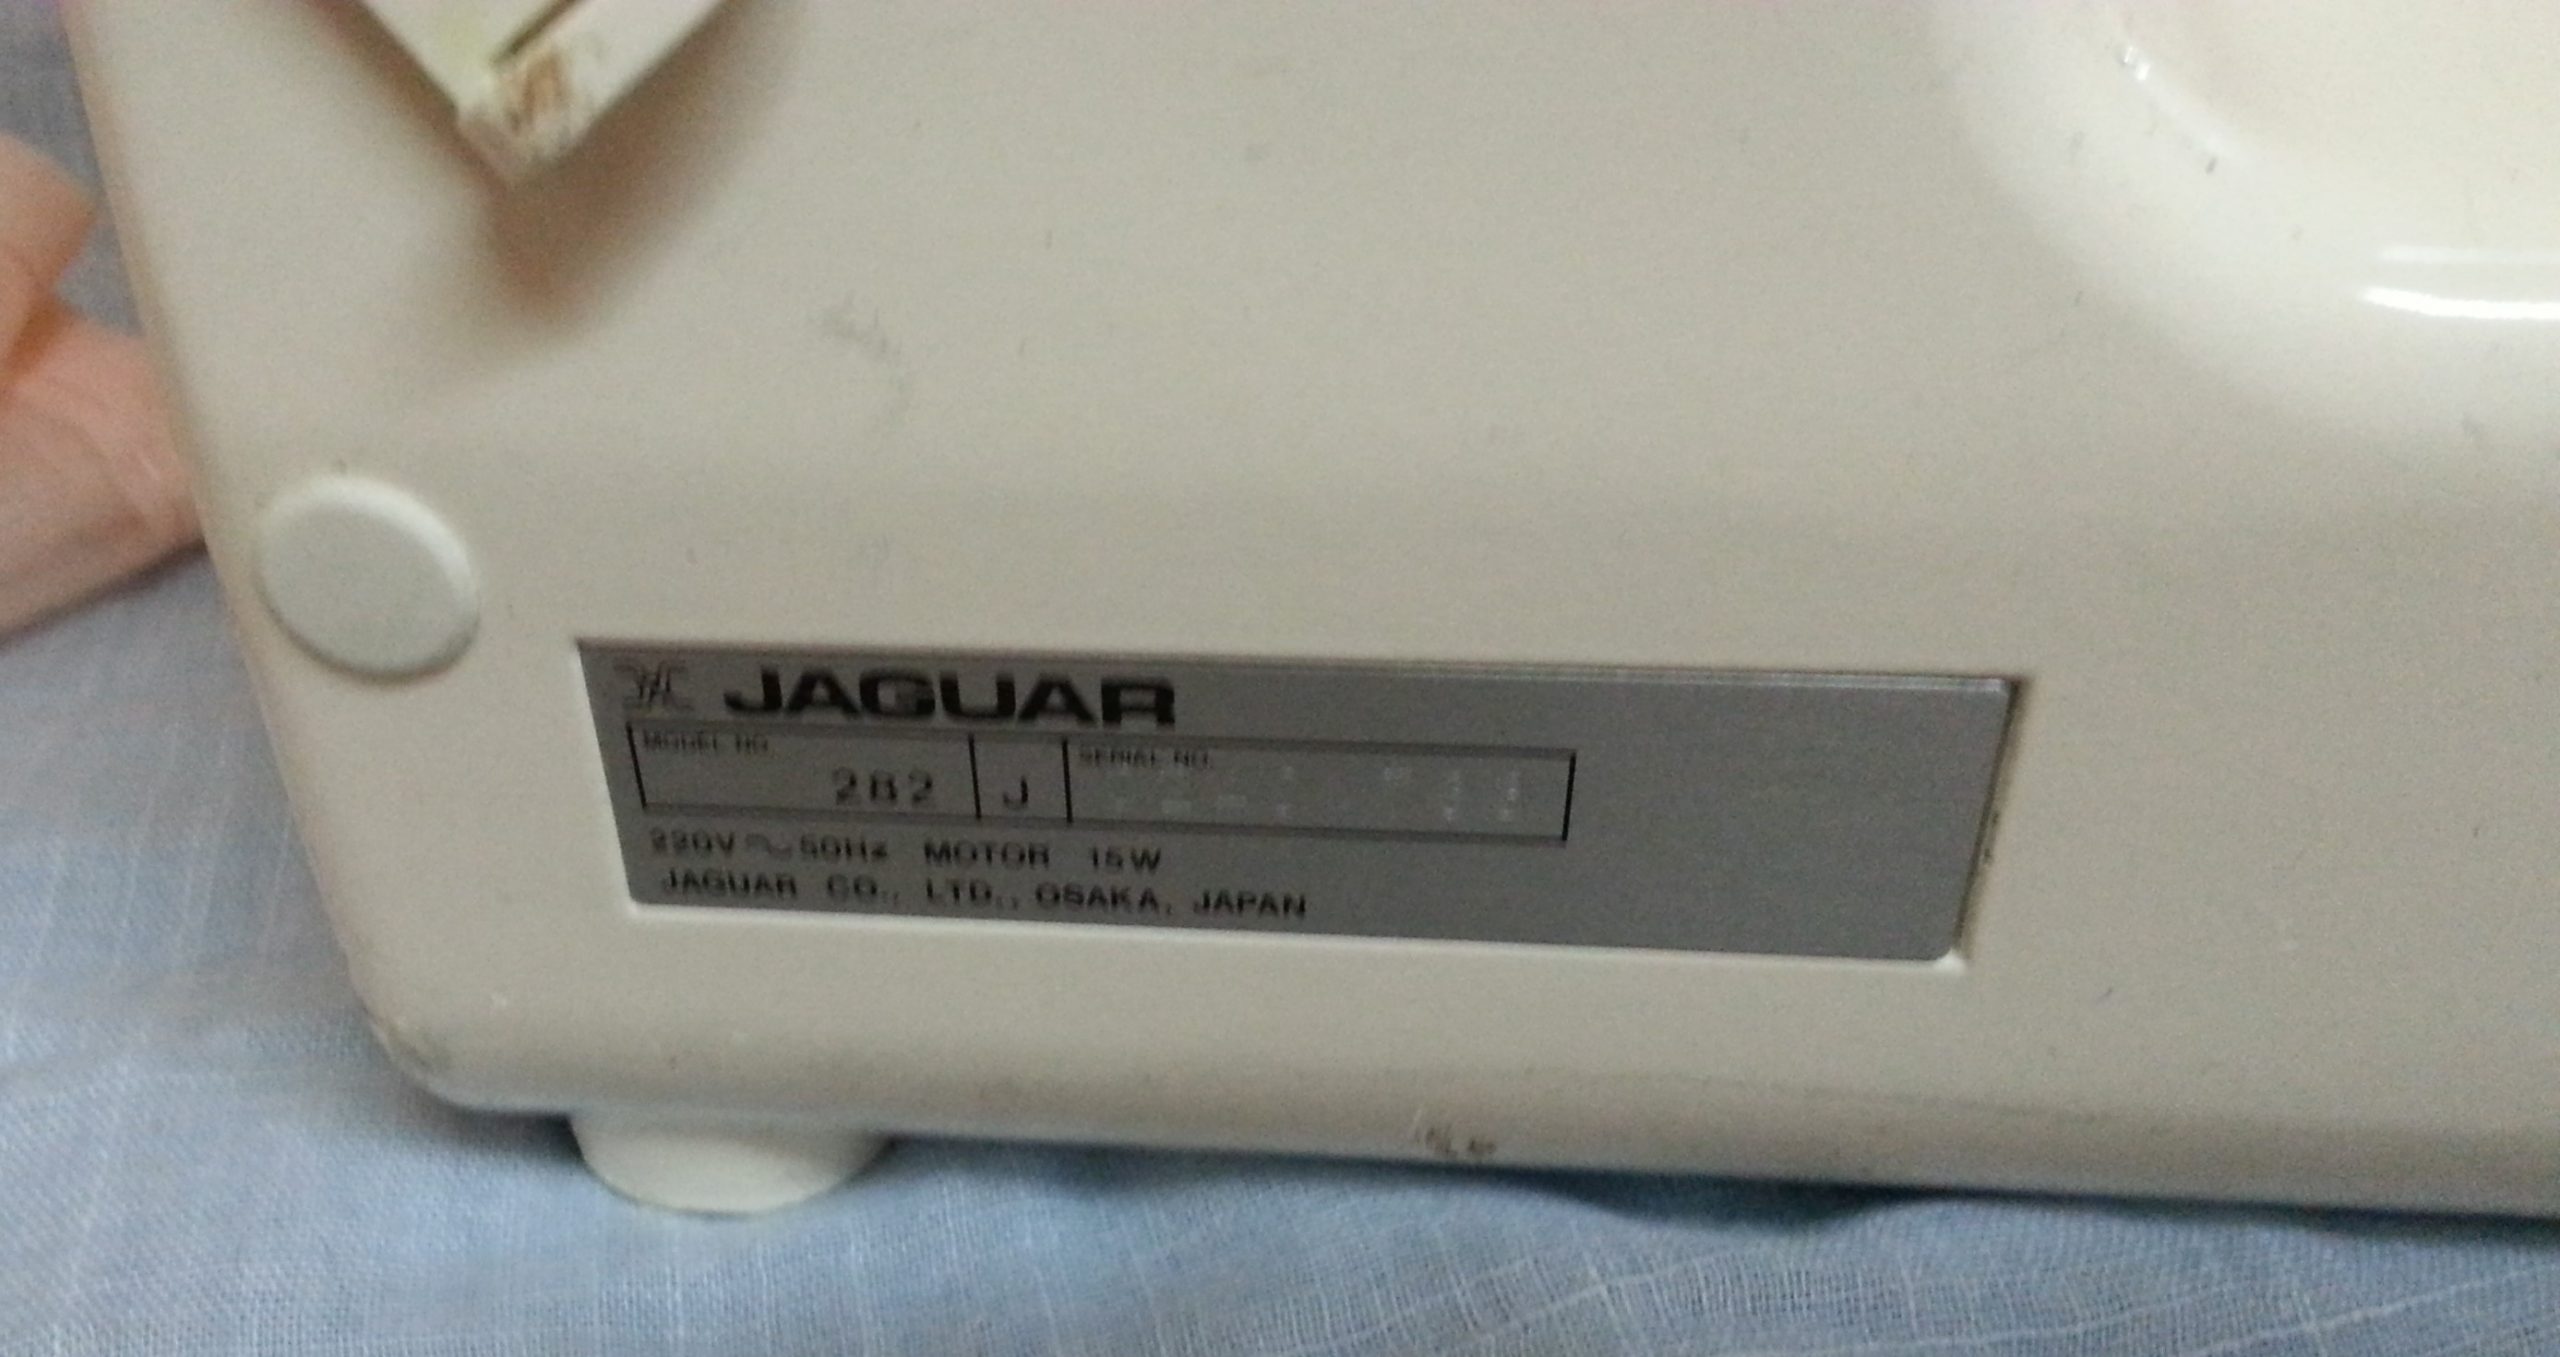 JAGUAR
MODEL NO. 282 J SERIAL NO.
220V ~ 50Hz MOTOR 15W
JAGUAR CO., LTD., OSAKA, JAPAN